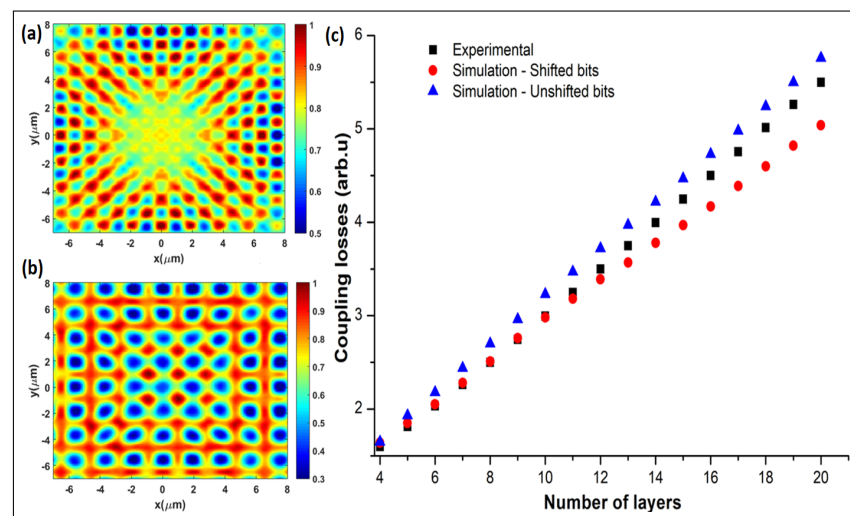 (a)
8
6
4
2
0
-2
-4
-6
y(μm)
-6 -4 -2 0 2 4 6 8
x(μm)
1
0.9
0.8
0.7
0.6
0.5
(b)
8
6
4
2
0
-2
-4
-6
y(μm)
-6 -4 -2 0 2 4 6 8
x(μm)
1
0.9
0.8
0.7
0.6
0.5
0.4
0.3
(c)
Experimental
Simulation - Shifted bits
Simulation - Unshifted bits
Coupling losses (arb.u)
6
5
4
3
2
4 6 8 10 12 14 16 18 20
Number of layers